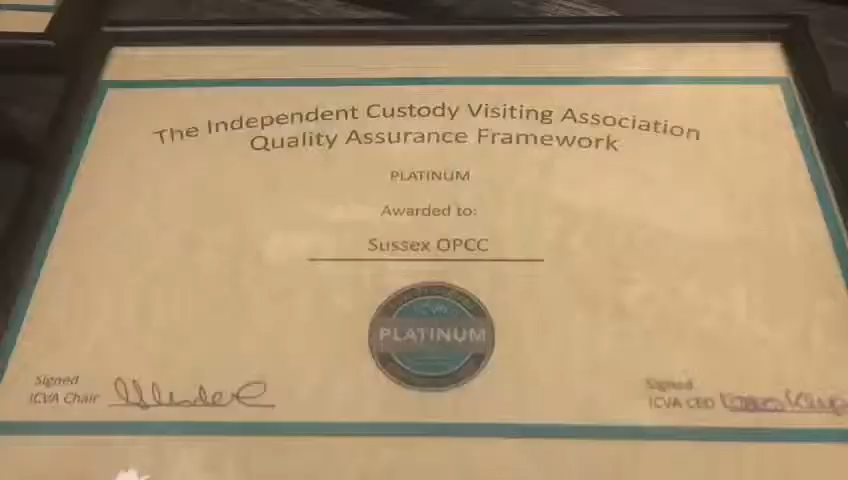 The Independent Custody Visiting Association
Quality Assurance Framework
PLATINUM
Awarded to:
Sussex OPCC
ICVA
PLATINUM
Signed
ICVA Chair
Signed
ICVA CEO